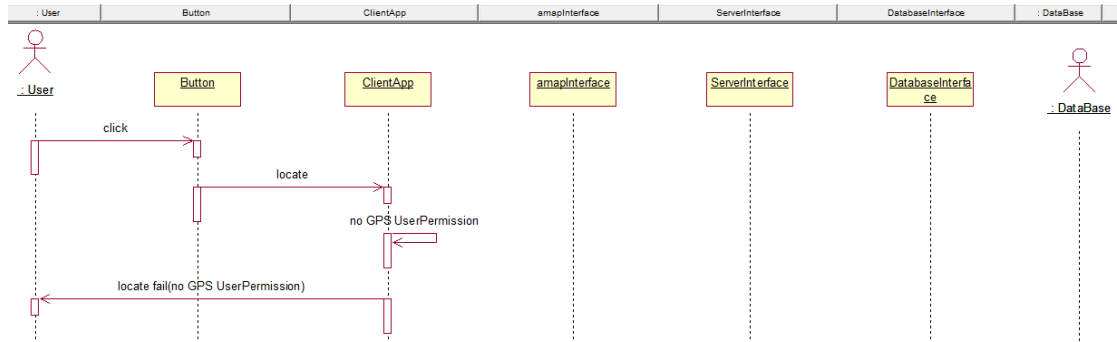 : User
Button
ClientApp
amapInterface
ServerInterface
DatabaseInterface
: DataBase
: User
Button
ClientApp
amapInterface
ServerInterface
DatabaseInterfa
ce
: DataBase
click
locate
no GPS UserPermission
locate fail(no GPS UserPermission)